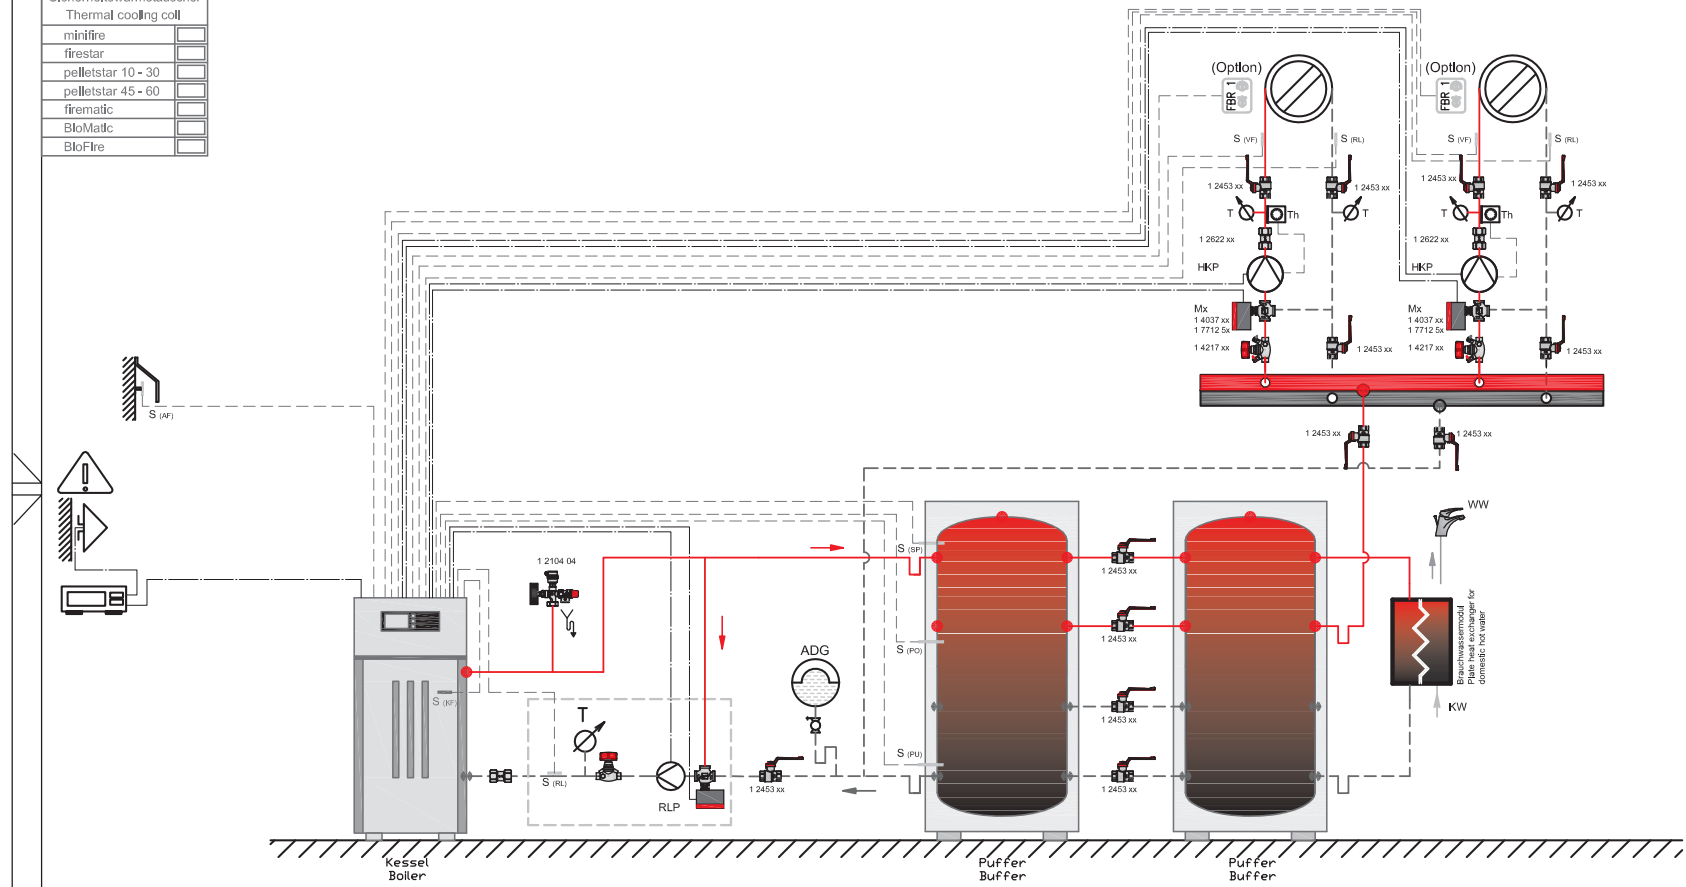 Thermal cooling coil
minifire
firestar
pelletstar 10 - 30
pelletstar 45 - 60
firematic
BioMatic
BioFire
(Option)
(Option)
FBR 1
FBR 1
S (VF)
S (RL)
S (VF)
S (RL)
1 2453 xx
1 2453 xx
1 2453 xx
1 2453 xx
T
Th
T
T
Th
T
1 2622 xx
1 2622 xx
HKP
HKP
Mx
1 4037 xx
1 7712 5x
Mx
1 4037 xx
1 7712 5x
1 4217 xx
1 2453 xx
1 4217 xx
1 2453 xx
S (AF)
1 2453 xx
1 2453 xx
WW
S (SP)
1 2104 04
1 2453 xx
Brauchwassermodul
Plate heat exchanger for
domestic hot water
1 2453 xx
ADG
S (PO)
S (KF)
KW
T
1 2453 xx
S (PU)
S (RL)
RLP
1 2453 xx
1 2453 xx
Kessel
Boiler
Puffer
Buffer
Puffer
Buffer